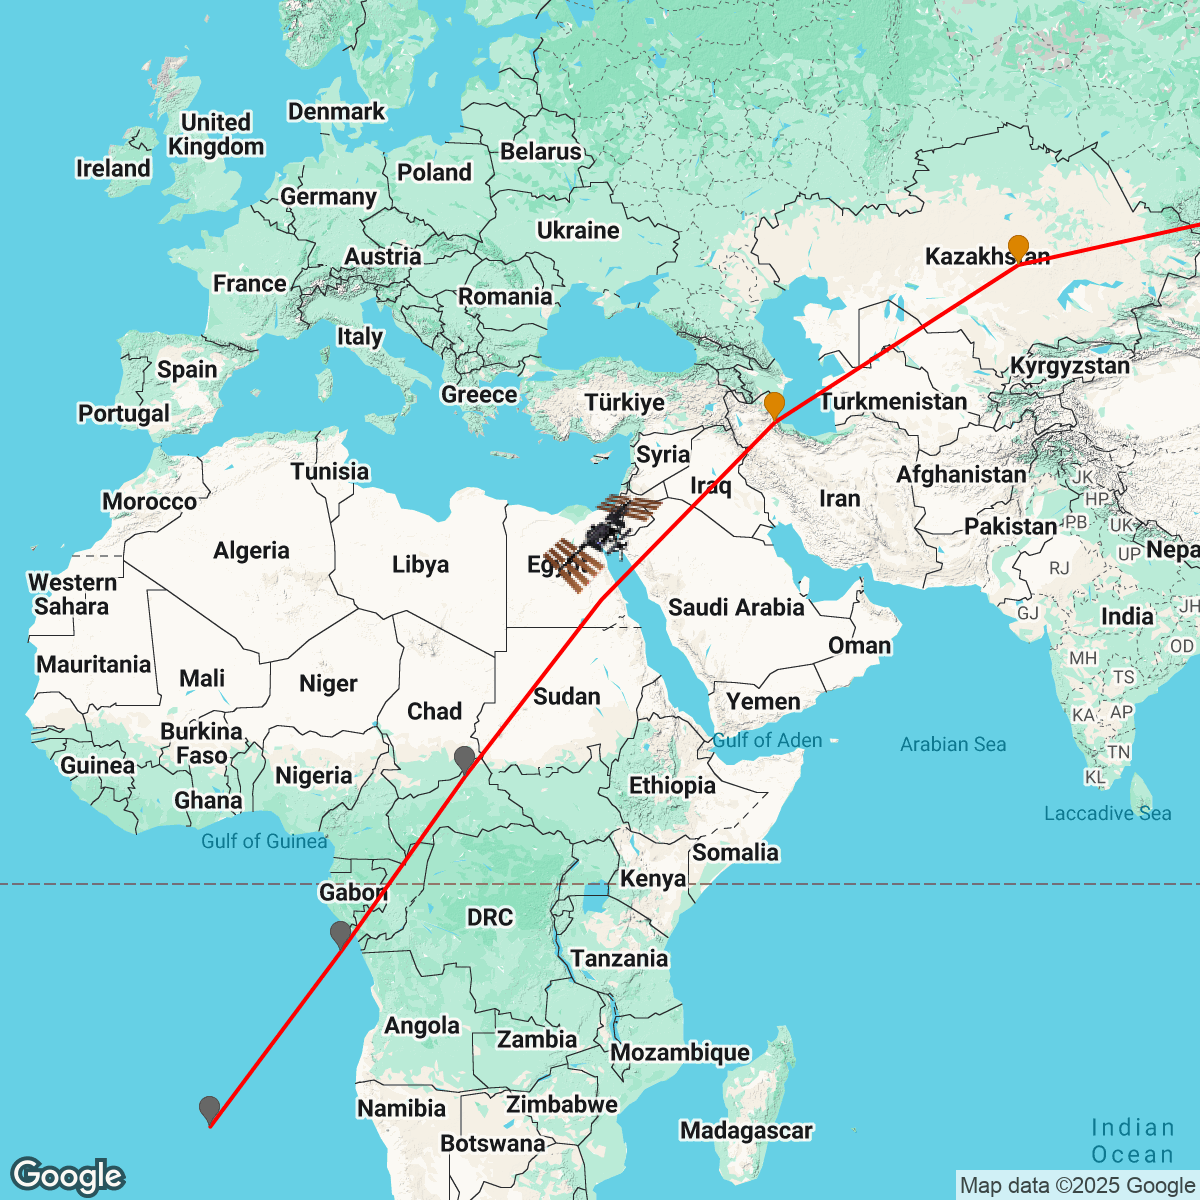 Denmark
United
Kingdom
Ireland
Belarus
Poland
Germany
Ukraine
Austria
Kazakhstan
France
Romania
Italy
Spain
Kyrgyzstan
Greece
Türkiye
Turkmenistan
Portugal
Syria
Tunisia
Afghanistan
JK
Iraq
Iran
HP
Morocco
Pakistan
PB
UK
Algeria
Libya
Egypt
UP
Nepa
RJ
Western
Sahara
Saudi Arabia
GJ
India
JH
Oman
OD
Mauritania
MH
Mali
Niger
TS
Sudan
Yemen
Chad
KA
AP
Burkina
Faso
Gulf of Aden
Arabian Sea
TN
Guinea
Nigeria
KL
Ethiopia
Ghana
Laccadive Sea
Gulf of Guinea
Somalia
Kenya
Gabon
DRC
Tanzania
Angola
Zambia
Mozambique
Namibia
Zimbabwe
Madagascar
Botswana
Indian
Ocean
Google
Map data ©2025 Google